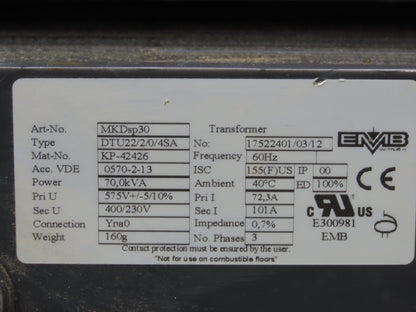 Art-No. MKDsp30 Transformer
Type DTU22/2/0/4SA No: 17522401/03/12 EMB
Mat-No. KP-42426 Frequency 60Hz
Acc. VDE 0570-2-13 ISC 155(F)US IP 00 CE
Power 70,0kVA Ambient 40°C ED 100%
Pri U 575V+-/5/10% Pri I 72,3A
Sec U 400/230V Sec I 101A C RU US
Connection Yna0 Impedance 0,7% E300981
Weight 160g No. Phases 3 EMB
Contact protection must be ensured by the user.
"Not for use on combustible floors"